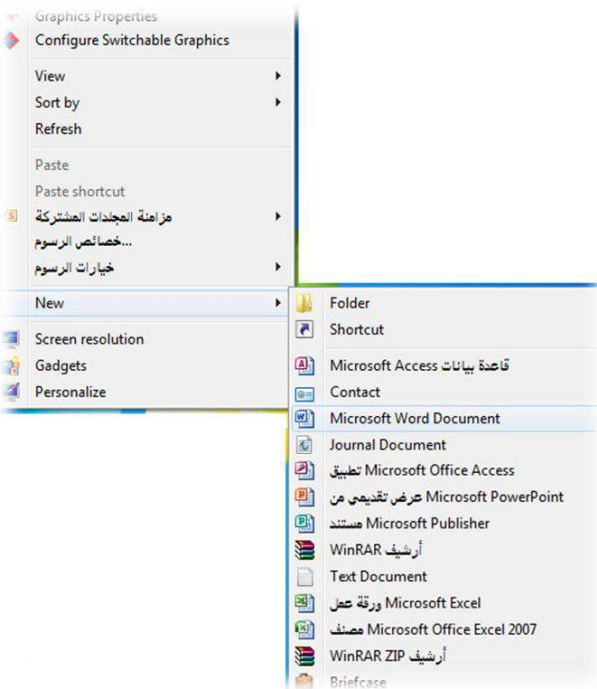 Graphics Properties
Configure Switchable Graphics
View
Sort by
Refresh
Paste
Paste shortcut
مزامنة المجلدات المشتركة
خصائص الرسوم...
خيارات الرسوم
New
Screen resolution
Gadgets
Personalize
Folder
Shortcut
Microsoft Access قاعدة بيانات
Contact
Microsoft Word Document
Journal Document
Microsoft Office Access تطبيق
Microsoft PowerPoint عرض تقديمي من
Microsoft Publisher مستند
WinRAR أرشيف
Text Document
Microsoft Excel ورقة عمل
Microsoft Office Excel 2007 مصنف
WinRAR ZIP أرشيف
Briefcase